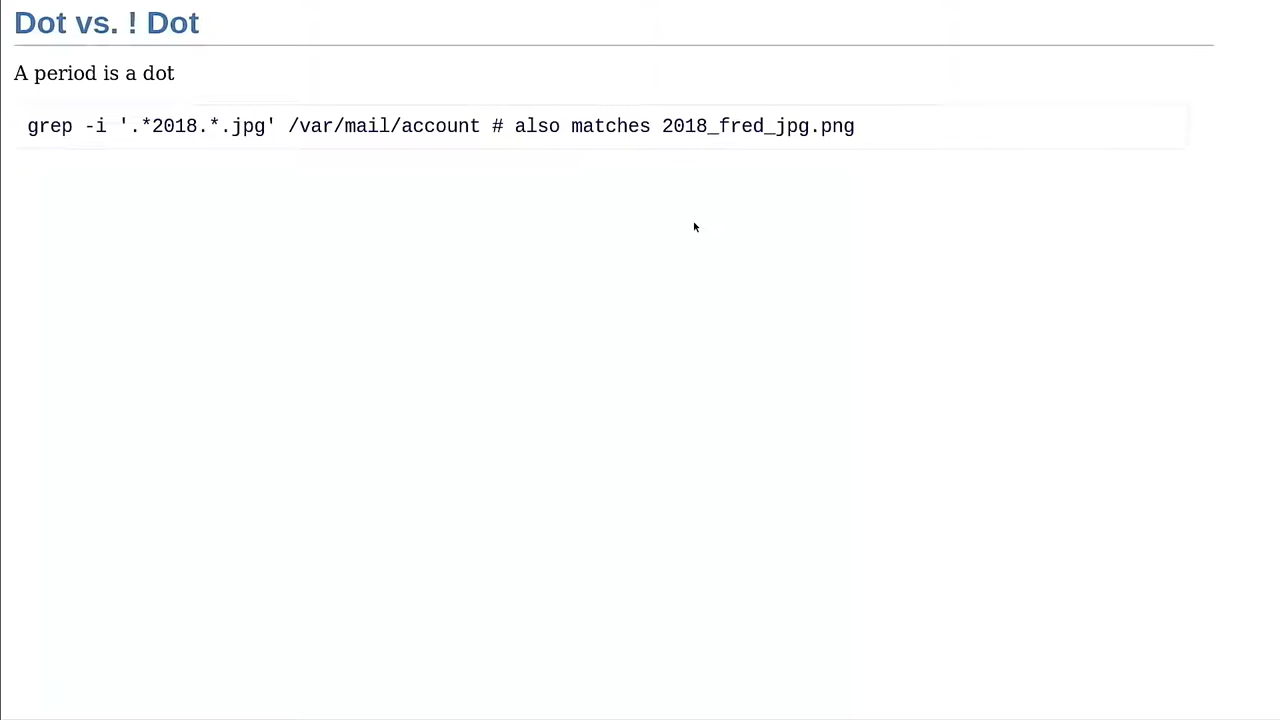 Dot vs. ! Dot
A period is a dot
grep -i '.*2018.*.jpg' /var/mail/account # also matches 2018_fred_jpg.png